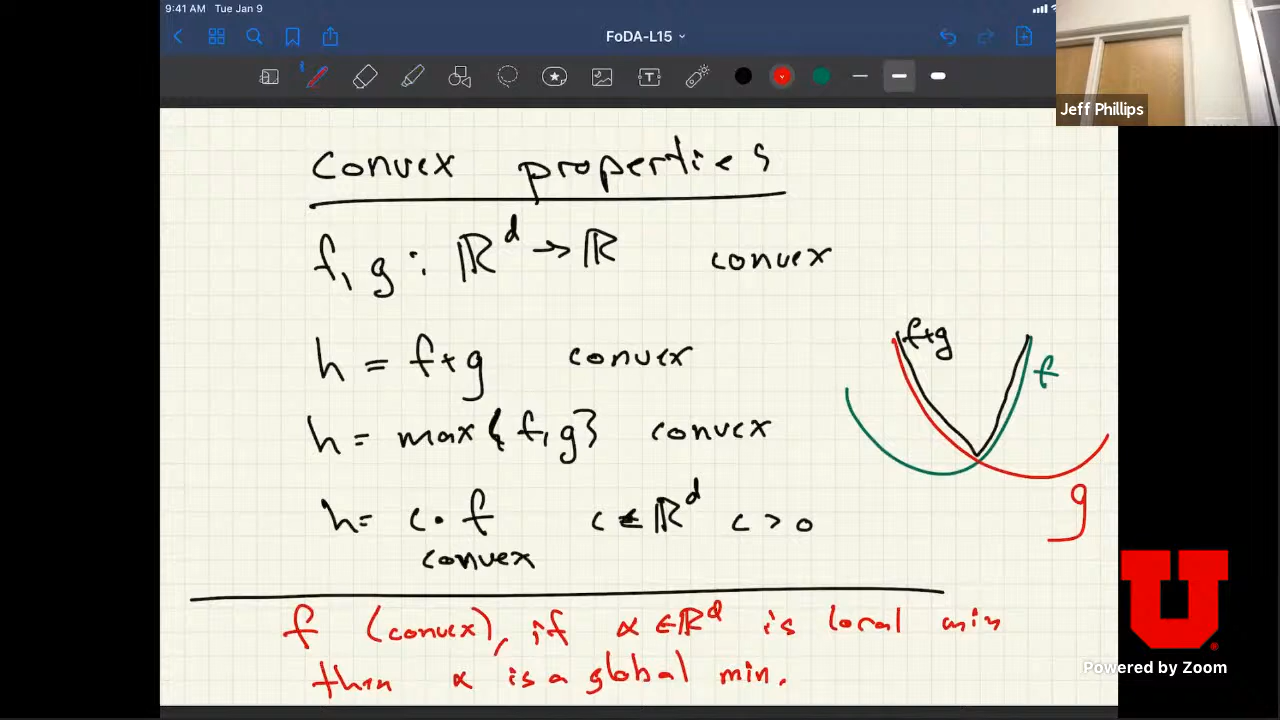 9:41 AM Tue Jan 9
FoDA-L15
Jeff Phillips
convex properties
f, g : ℝ^d → ℝ convex
h = f+g convex
h = max{f, g} convex
h = c · f c ∈ ℝ^d c > 0
convex
f+g
f
g
f (convex), if α ∈ ℝ^d is local min
then α is a global min.
U
Powered by Zoom